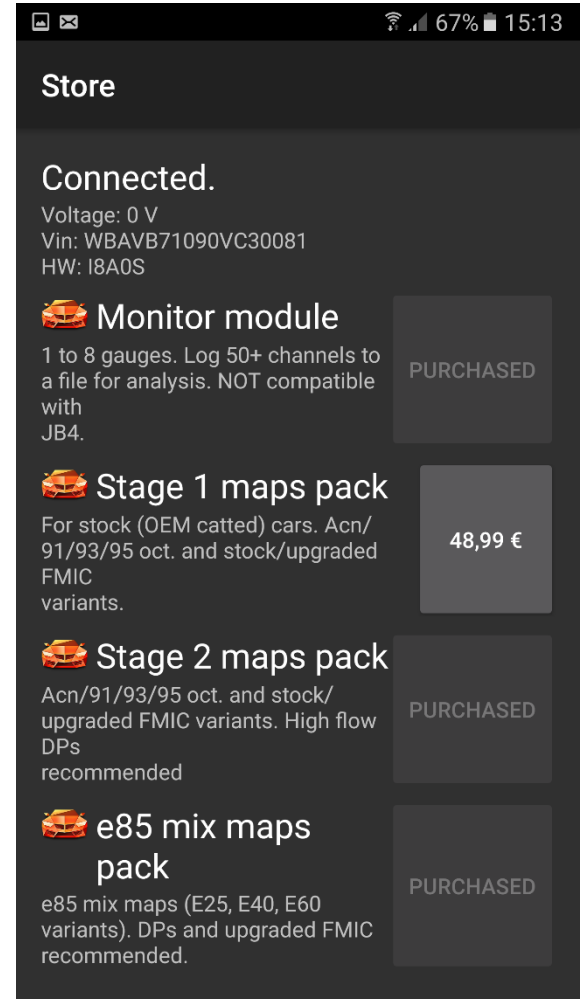 67% 15:13
Store
Connected.
Voltage: 0 V
Vin: WBAVB71090VC30081
HW: I8A0S
Monitor module
1 to 8 gauges. Log 50+ channels to
a file for analysis. NOT compatible
with
JB4.
PURCHASED
Stage 1 maps pack
For stock (OEM catted) cars. Acn/
91/93/95 oct. and stock/upgraded
FMIC
variants.
48,99 €
Stage 2 maps pack
Acn/91/93/95 oct. and stock/
upgraded FMIC variants. High flow
DPs
recommended
PURCHASED
e85 mix maps
pack
e85 mix maps (E25, E40, E60
variants). DPs and upgraded FMIC
recommended.
PURCHASED